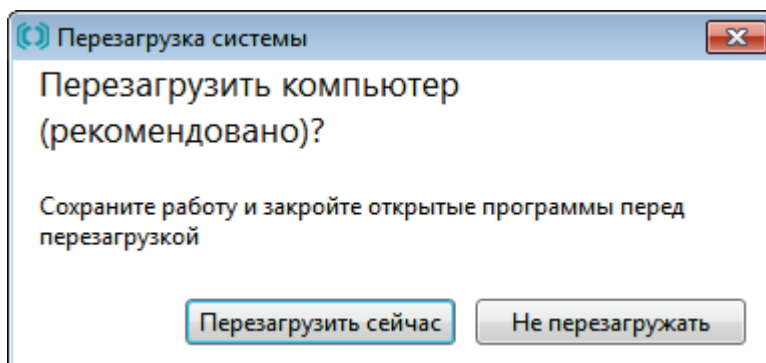 Перезагрузка системы
Перезагрузить компьютер
(рекомендовано)?
Сохраните работу и закройте открытые программы перед
перезагрузкой
Перезагрузить сейчас
Не перезагружать